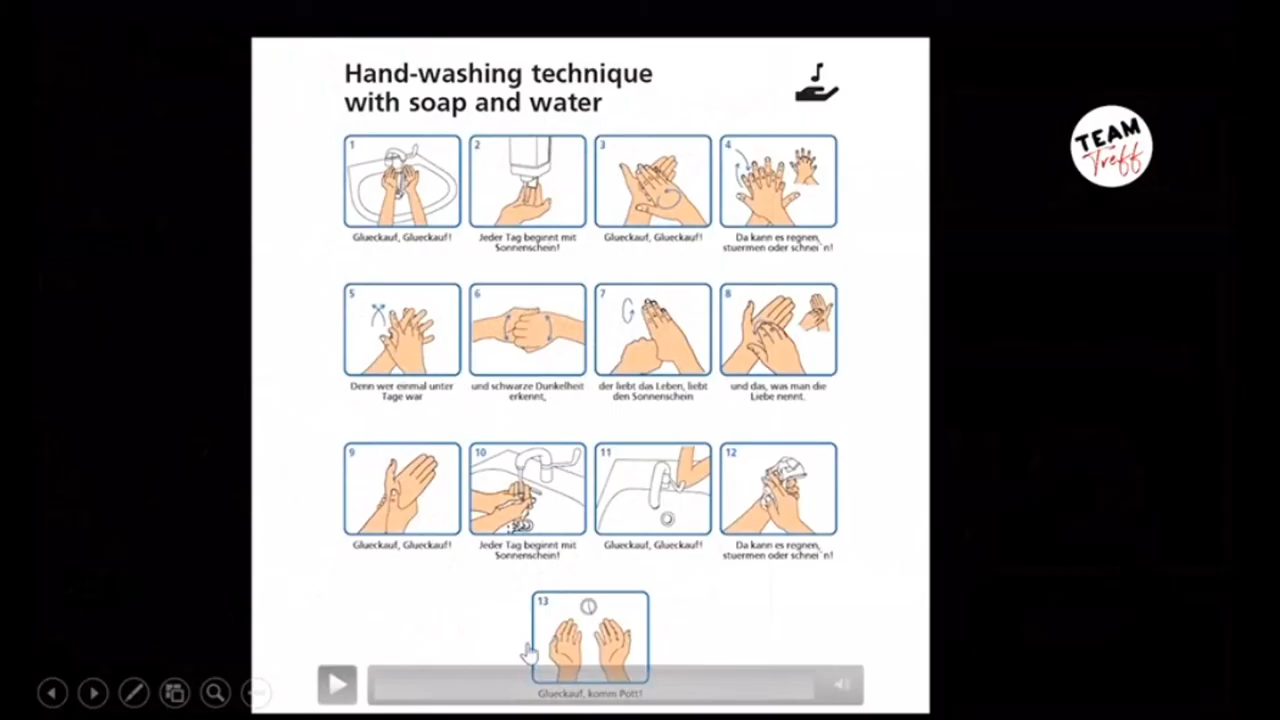 Hand-washing technique
with soap and water
TEAM
Treff
1
2
3
4
Glueckauf, Glueckauf!
Jeder Tag beginnt mit
Sonnenschein!
Glueckauf, Glueckauf!
Da kann es regnen,
stuermen oder schnei`n!
5
6
7
8
Denn wer einmal unter
Tage war
und schwarze Dunkelheit
erkennt,
der liebt das Leben, liebt
den Sonnenschein
und das, was man die
Liebe nennt.
9
10
11
12
Glueckauf, Glueckauf!
Jeder Tag beginnt mit
Sonnenschein!
Glueckauf, Glueckauf!
Da kann es regnen,
stuermen oder schnei`n!
13
Glueckauf, komm Pott!